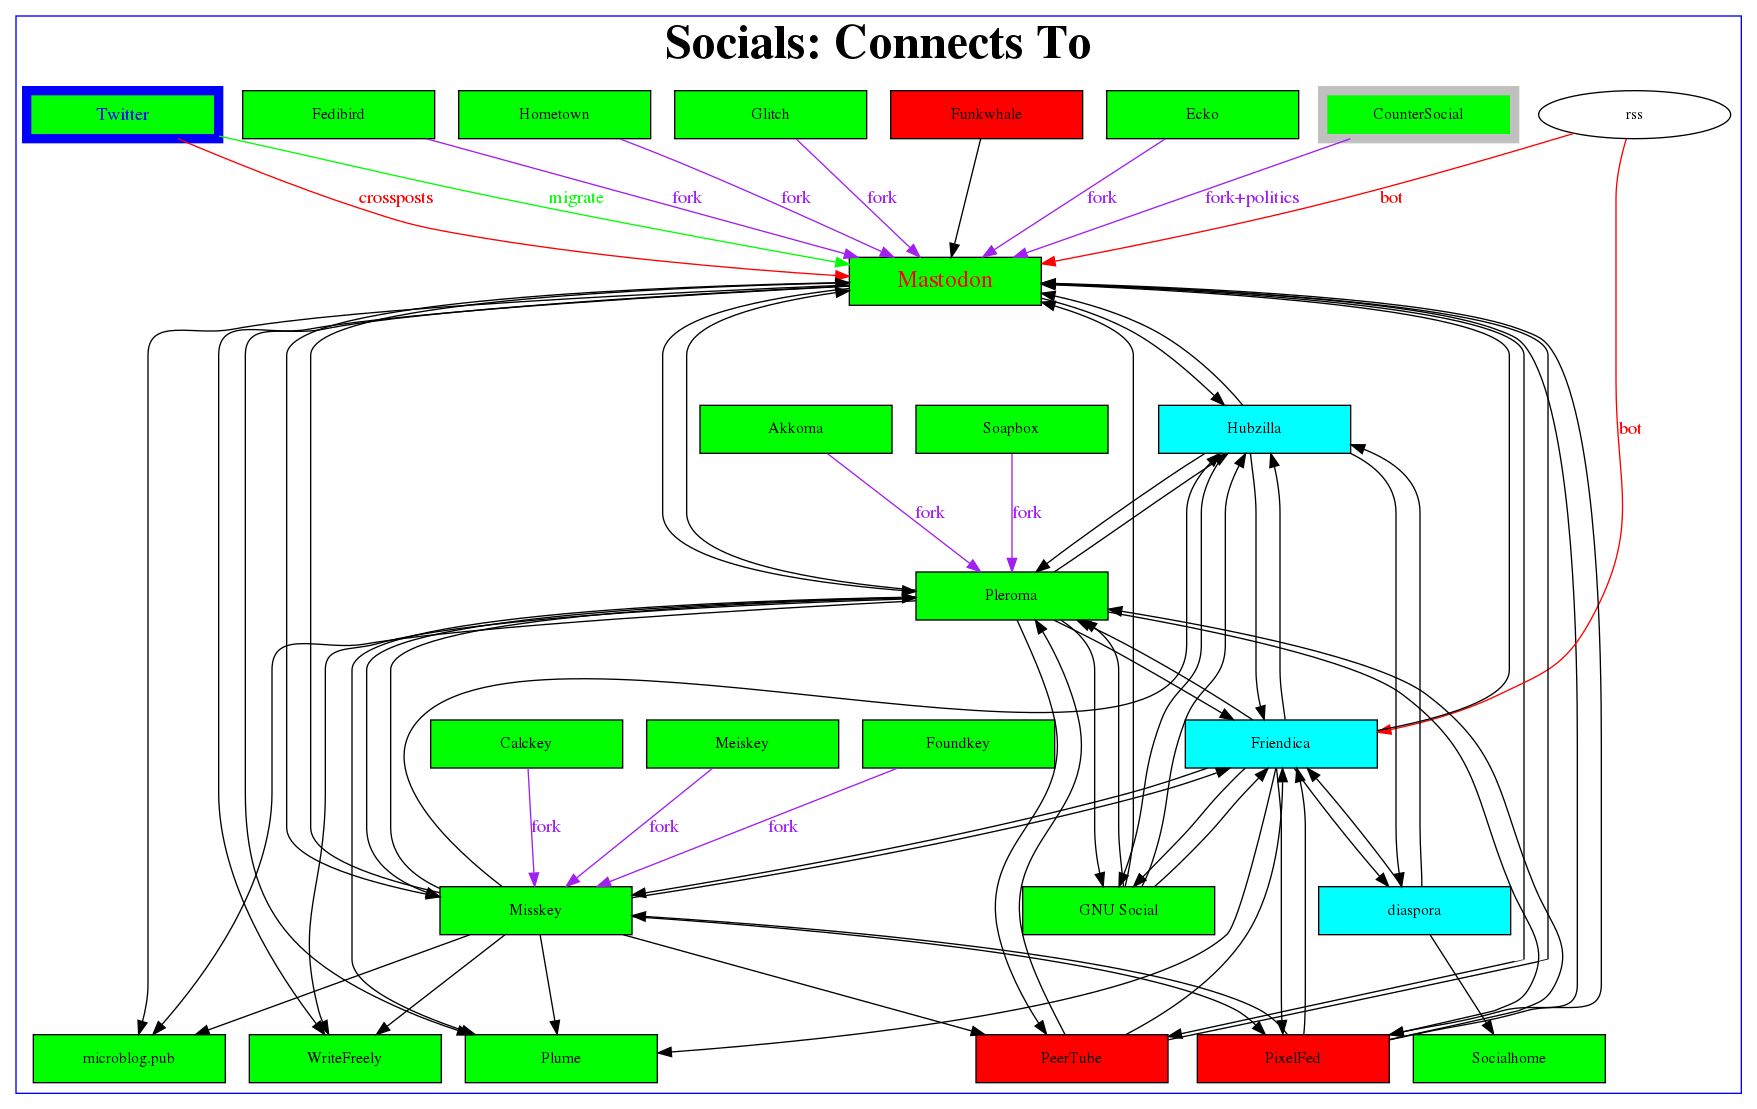 Socials: Connects To
Twitter
Fedibird
Hometown
Glitch
Funkwhale
Ecko
CounterSocial
rss
crossposts
migrate
fork
fork
fork
fork
fork+politics
bot
Mastodon
Akkoma
Soapbox
Hubzilla
bot
fork
fork
Pleroma
Calckey
Meiskey
Foundkey
Friendica
fork
fork
fork
Misskey
GNU Social
diaspora
microblog.pub
WriteFreely
Plume
PeerTube
PixelFed
Socialhome